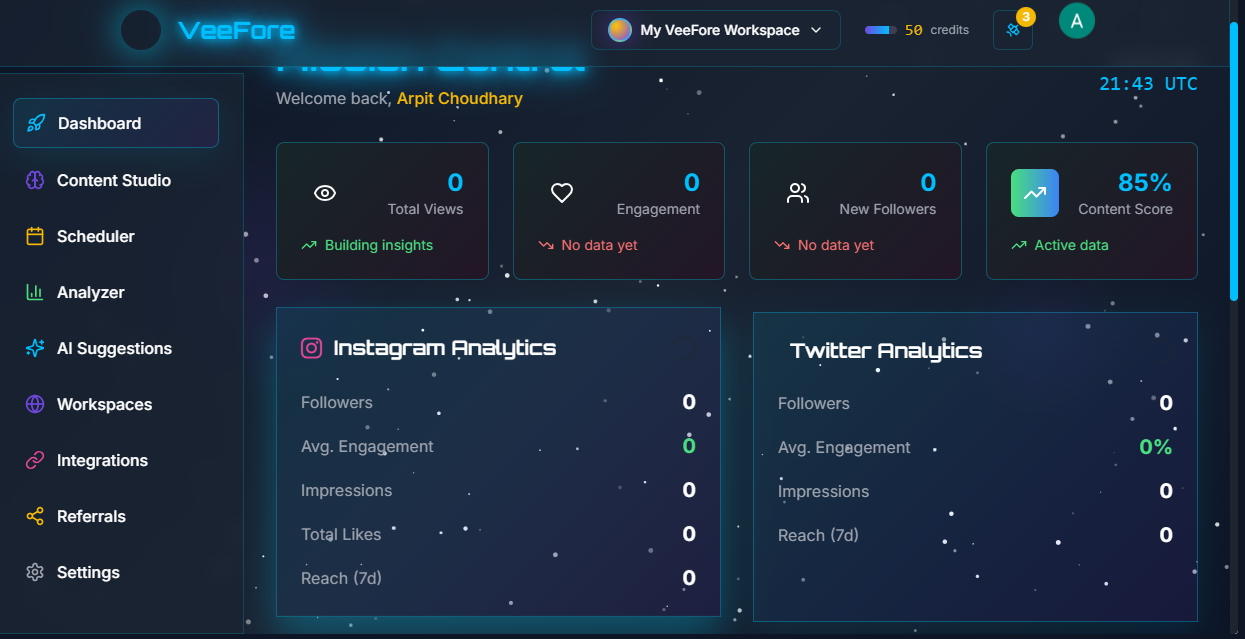 VeeFore
My VeeFore Workspace
50 credits
3
A
Mission Control
Welcome back, Arpit Choudhary
21:43 UTC
Dashboard
Content Studio
Scheduler
Analyzer
AI Suggestions
Workspaces
Integrations
Referrals
Settings
0
Total Views
Building insights
0
Engagement
No data yet
0
New Followers
No data yet
85%
Content Score
Active data
Instagram Analytics
Followers 0
Avg. Engagement 0
Impressions 0
Total Likes 0
Reach (7d) 0
Twitter Analytics
Followers 0
Avg. Engagement 0%
Impressions 0
Reach (7d) 0